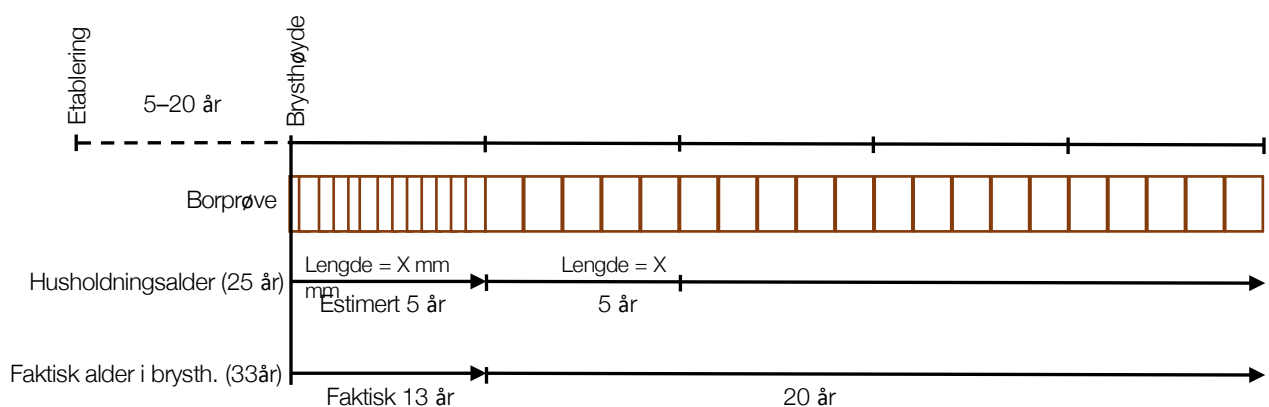 Etablering
5–20 år
Brysthøyde
Borprøve
Husholdningsalder (25 år)
Lengde = X mm
Lengde = X
mm
Estimert 5 år
5 år
Faktisk alder i brysth. (33år)
Faktisk 13 år
20 år